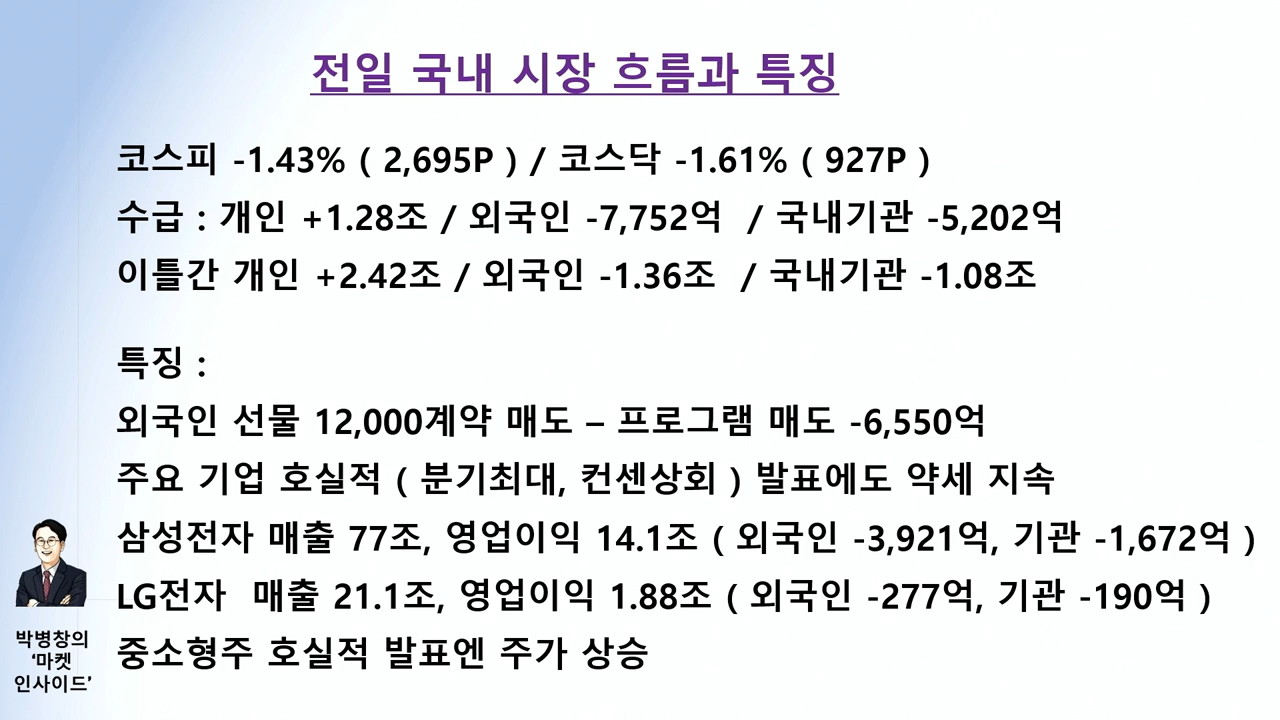 전일 국내 시장 흐름과 특징
코스피 -1.43% ( 2,695P ) / 코스닥 -1.61% ( 927P )
수급 : 개인 +1.28조 / 외국인 -7,752억 / 국내기관 -5,202억
이틀간 개인 +2.42조 / 외국인 -1.36조 / 국내기관 -1.08조
특징 :
외국인 선물 12,000계약 매도 – 프로그램 매도 -6,550억
주요 기업 호실적 ( 분기최대, 컨센상회 ) 발표에도 약세 지속
삼성전자 매출 77조, 영업이익 14.1조 ( 외국인 -3,921억, 기관 -1,672억 )
LG전자 매출 21.1조, 영업이익 1.88조 ( 외국인 -277억, 기관 -190억 )
중소형주 호실적 발표엔 주가 상승
박병창의
‘마켓
인사이드’